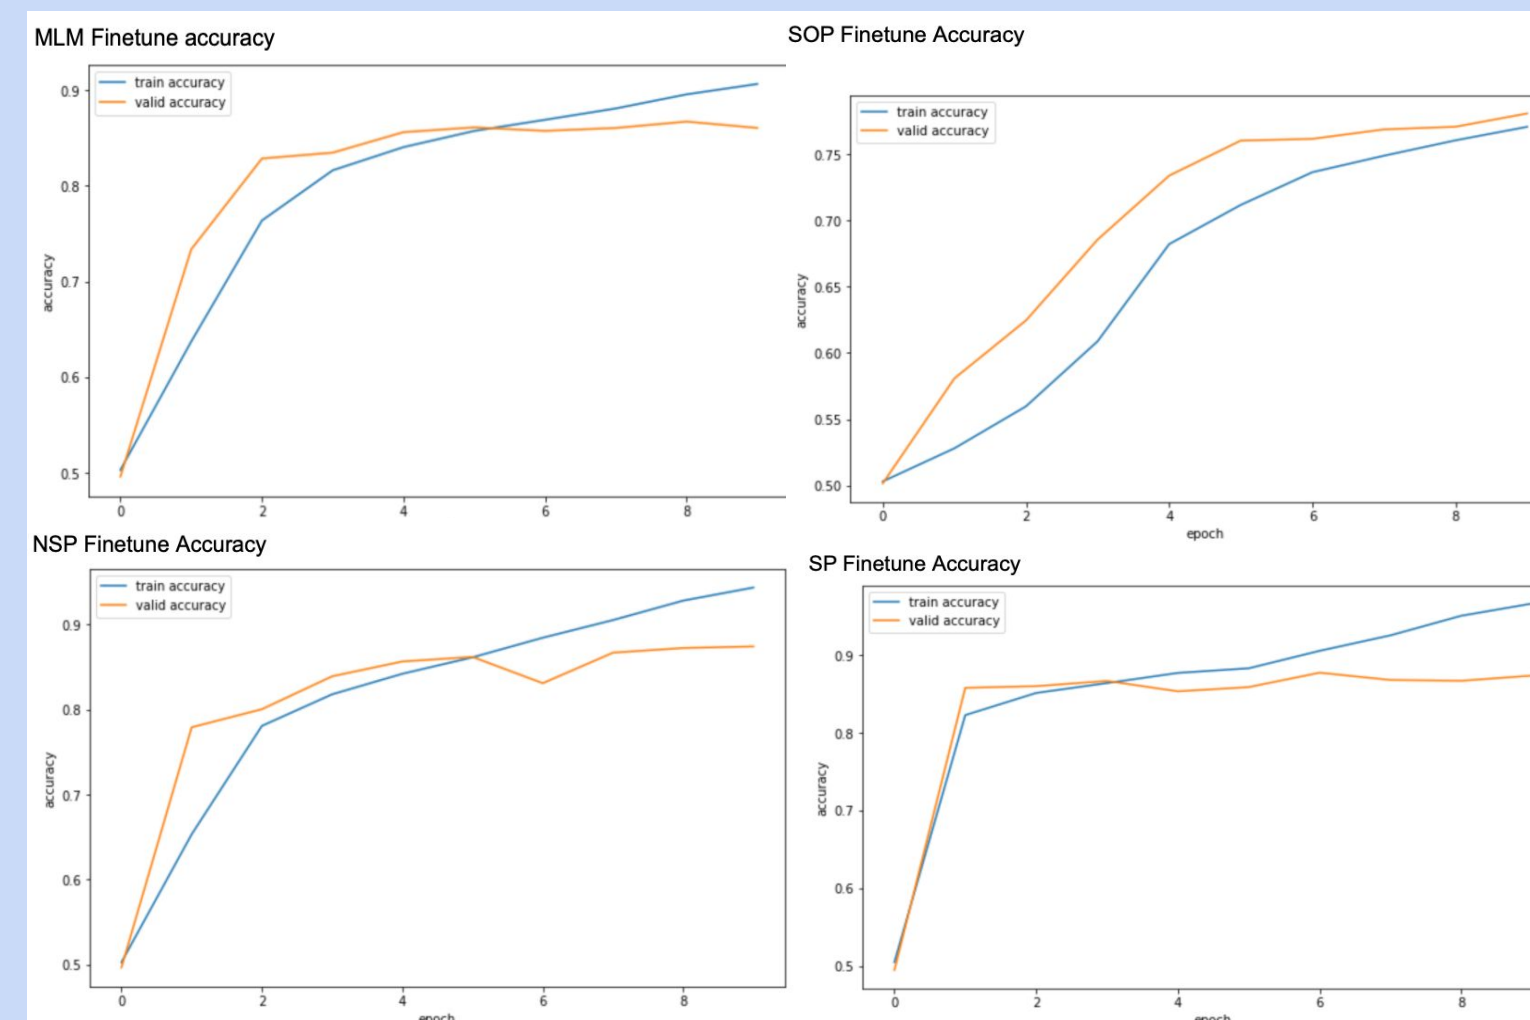 MLM Finetune accuracy
train accuracy
valid accuracy
0.9
0.8
0.7
0.6
0.5
accuracy
0 2 4 6 8
SOP Finetune Accuracy
train accuracy
valid accuracy
0.75
0.70
0.65
0.60
0.55
0.50
accuracy
0 2 4 6 8
epoch
NSP Finetune Accuracy
train accuracy
valid accuracy
0.9
0.8
0.7
0.6
0.5
accuracy
0 2 4 6 8
epoch
SP Finetune Accuracy
train accuracy
valid accuracy
0.9
0.8
0.7
0.6
0.5
accuracy
0 2 4 6 8
epoch